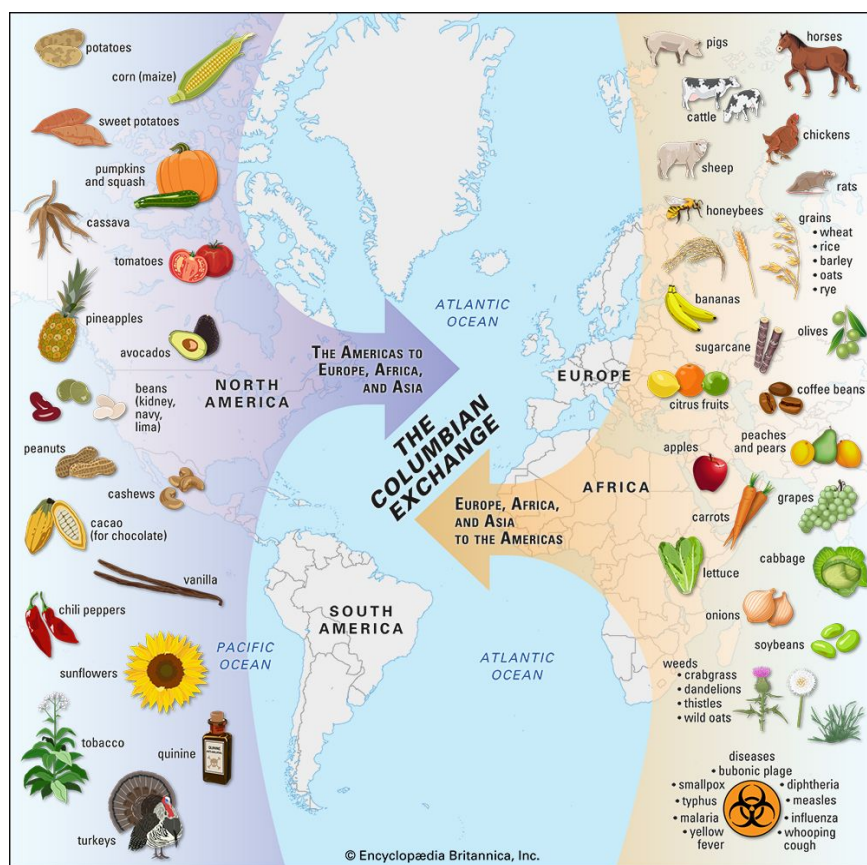 potatoes
corn (maize)
sweet potatoes
pumpkins
and squash
cassava
tomatoes
pineapples
avocados
beans
(kidney,
navy,
lima)
peanuts
cashews
cacao
(for chocolate)
vanilla
chili peppers
sunflowers
tobacco
quinine
turkeys
NORTH
AMERICA
THE AMERICAS TO
EUROPE, AFRICA,
AND ASIA
ATLANTIC
OCEAN
THE
COLUMBIAN
EXCHANGE
EUROPE
AFRICA
EUROPE, AFRICA,
AND ASIA
TO THE AMERICAS
SOUTH
AMERICA
PACIFIC
OCEAN
ATLANTIC
OCEAN
pigs
horses
cattle
chickens
sheep
rats
honeybees
grains
• wheat
• rice
• barley
• oats
• rye
bananas
sugarcane
olives
citrus fruits
coffee beans
apples
peaches
and pears
carrots
grapes
lettuce
cabbage
onions
soybeans
weeds
• crabgrass
• dandelions
• thistles
• wild oats
diseases
• bubonic plage
• smallpox
• typhus
• malaria
• yellow
fever
• diphtheria
• measles
• influenza
• whooping
cough
© Encyclopædia Britannica, Inc.